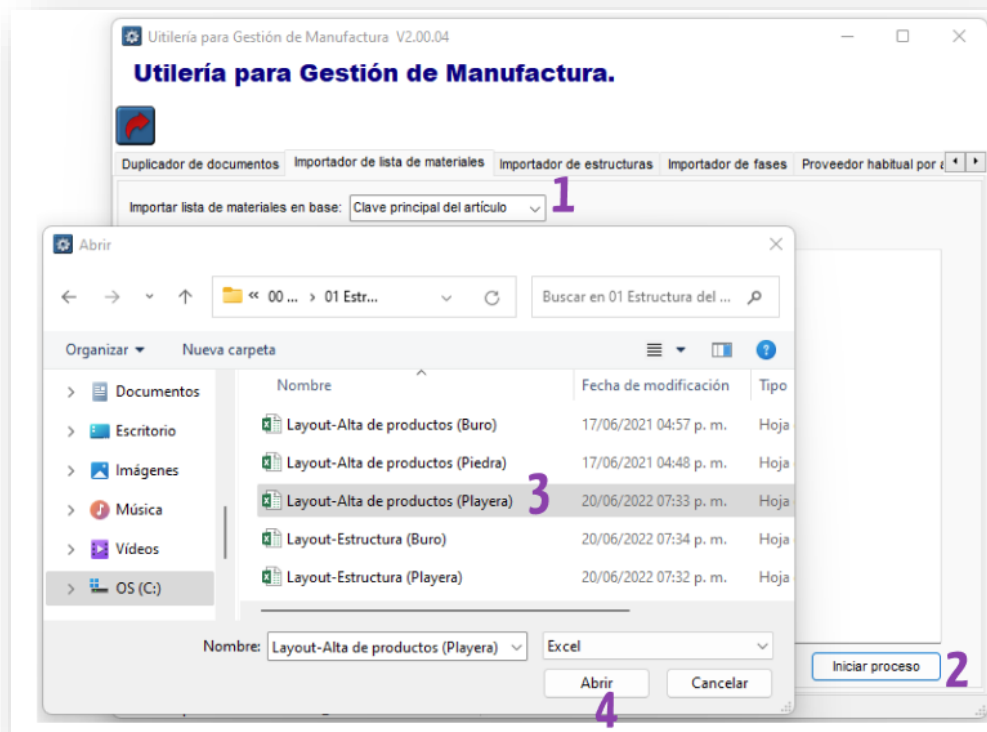 Uitilería para Gestión de Manufactura V2.00.04
Utilería para Gestión de Manufactura.
Duplicador de documentos Importador de lista de materiales Importador de estructuras Importador de fases Proveedor habitual por
1
Importar lista de materiales en base: Clave principal del artículo
Abrir
« 00 ... › 01 Estr... Buscar en 01 Estructura del ...
Organizar Nueva carpeta
Nombre Fecha de modificación Tipo
Documentos
Escritorio
Imágenes
Música
Vídeos
OS (C:)
Layout-Alta de productos (Buro) 17/06/2021 04:57 p. m. Hoja
Layout-Alta de productos (Piedra) 17/06/2021 04:48 p. m. Hoja
Layout-Alta de productos (Playera) 3 20/06/2022 07:33 p. m. Hoja
Layout-Estructura (Buro) 20/06/2022 07:34 p. m. Hoja
Layout-Estructura (Playera) 20/06/2022 07:32 p. m. Hoja
Nombre: Layout-Alta de productos (Playera) Excel
Abrir Cancelar
4
Iniciar proceso 2